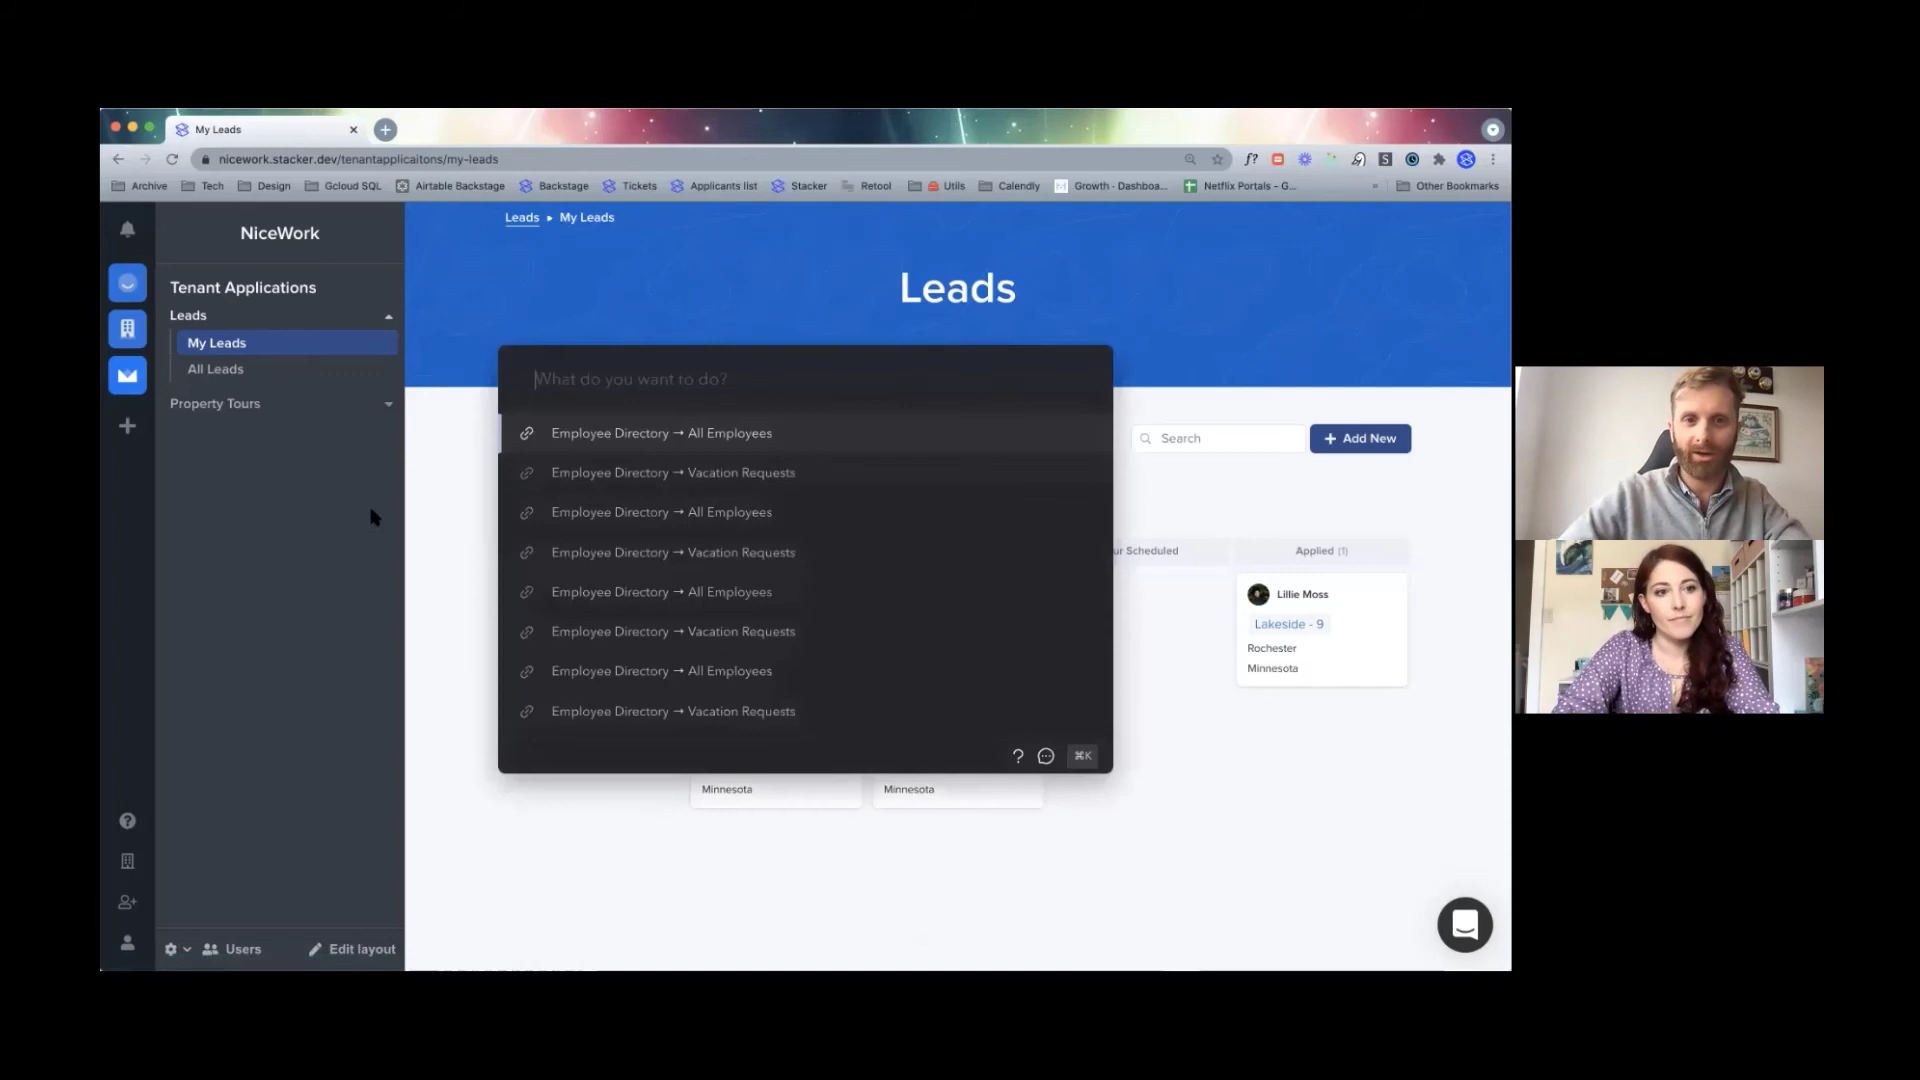 My Leads
nicework.stacker.dev/tenantapplicaitons/my-leads
f?
S
Archive
Tech
Design
Gcloud SQL
Airtable Backstage
Backstage
Tickets
Applicants list
Stacker
Retool
Utils
Calendly
Growth - Dashboa...
Netflix Portals - G...
»
Other Bookmarks
NiceWork
Tenant Applications
Leads
My Leads
All Leads
Property Tours
Users
Edit layout
Leads ▸ My Leads
Leads
What do you want to do?
Employee Directory → All Employees
Employee Directory → Vacation Requests
Employee Directory → All Employees
Employee Directory → Vacation Requests
Employee Directory → All Employees
Employee Directory → Vacation Requests
Employee Directory → All Employees
Employee Directory → Vacation Requests
? ⌘K
Search
+ Add New
ur Scheduled
Applied (1)
Lillie Moss
Lakeside - 9
Rochester
Minnesota
Minnesota
Minnesota